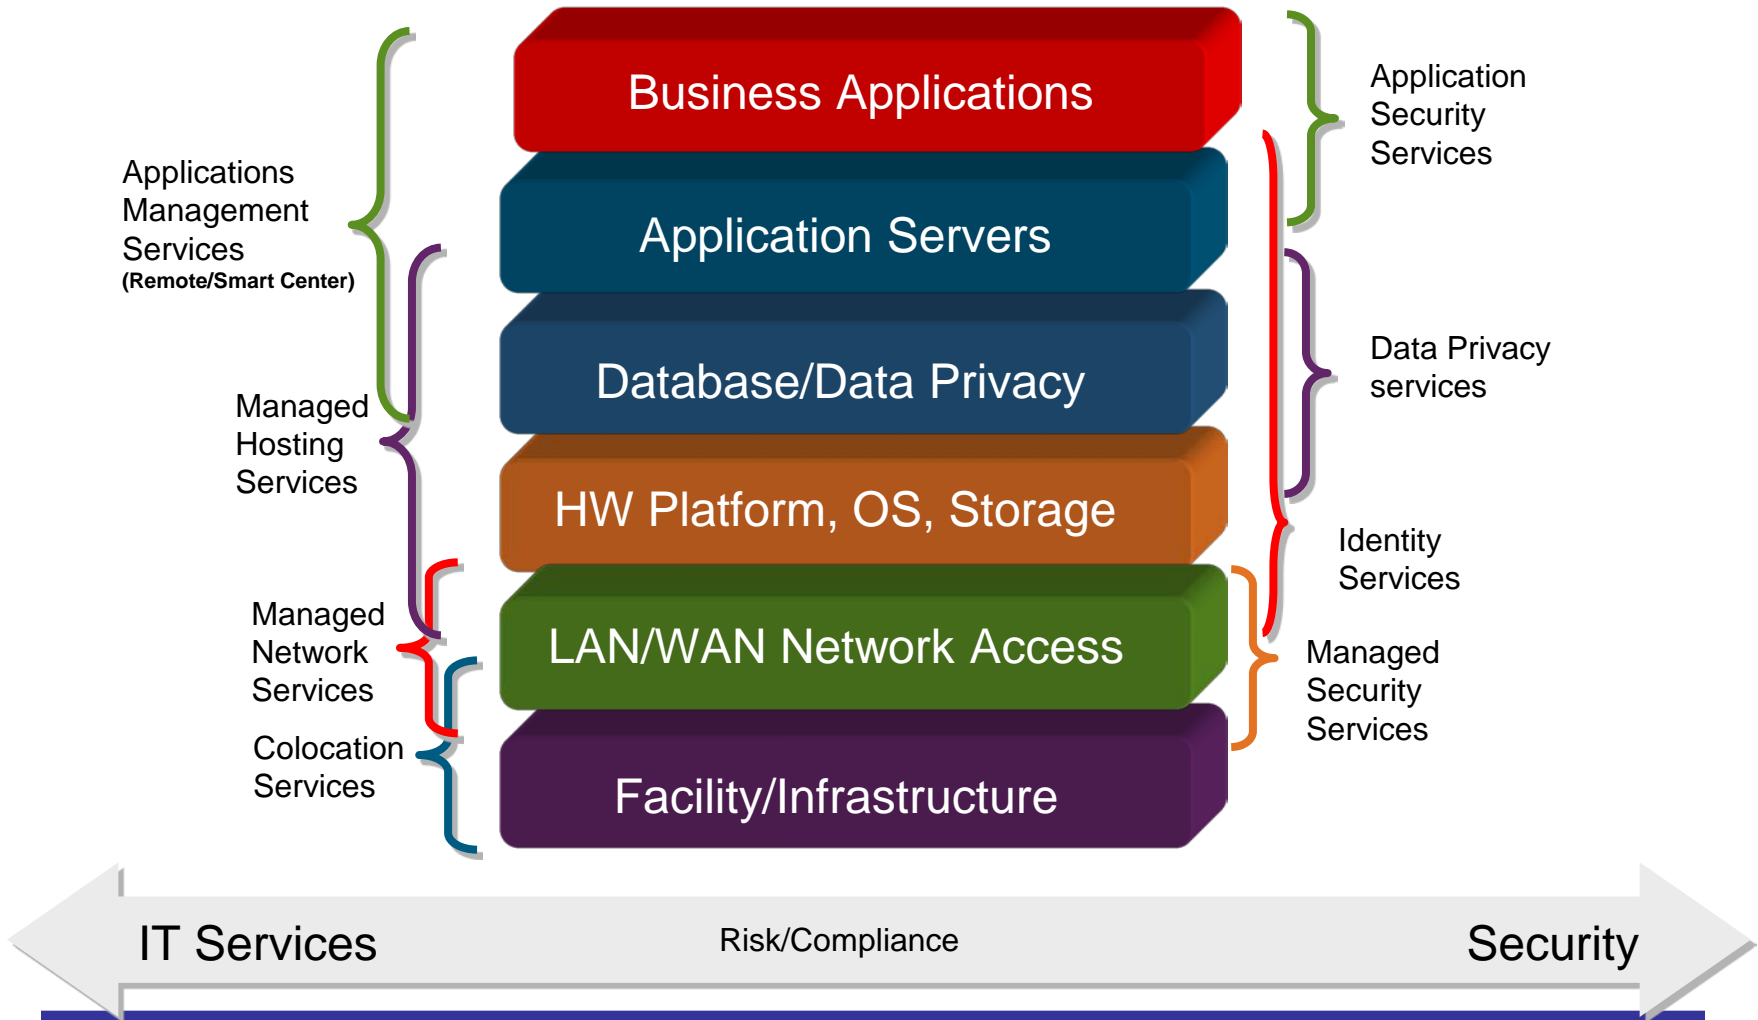 Business Applications
Application Servers
Database/Data Privacy
HW Platform, OS, Storage
LAN/WAN Network Access
Facility/Infrastructure
Applications
Management
Services
(Remote/Smart Center)
Managed
Hosting
Services
Managed
Network
Services
Colocation
Services
Application
Security
Services
Data Privacy
services
Identity
Services
Managed
Security
Services
IT Services
Risk/Compliance
Security